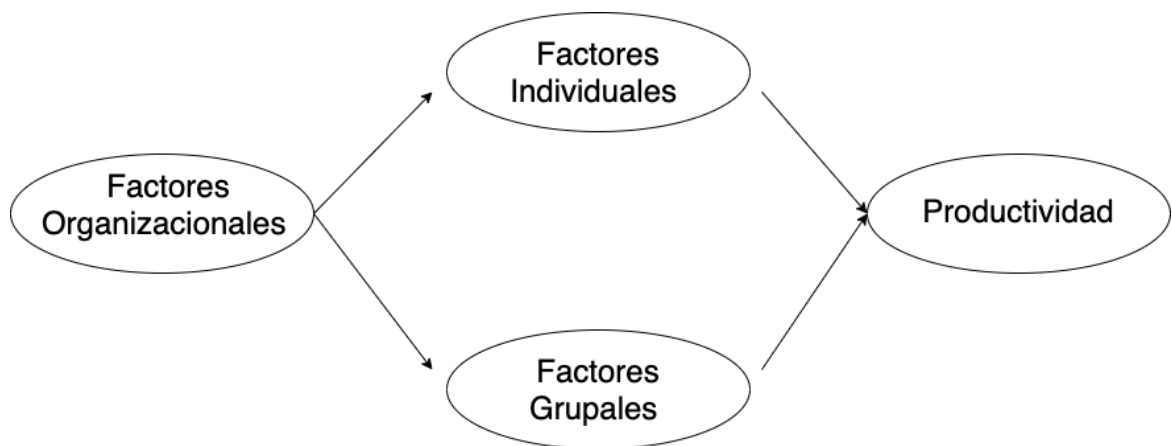 Factores
Individuales
Factores
Organizacionales
Productividad
Factores
Grupales